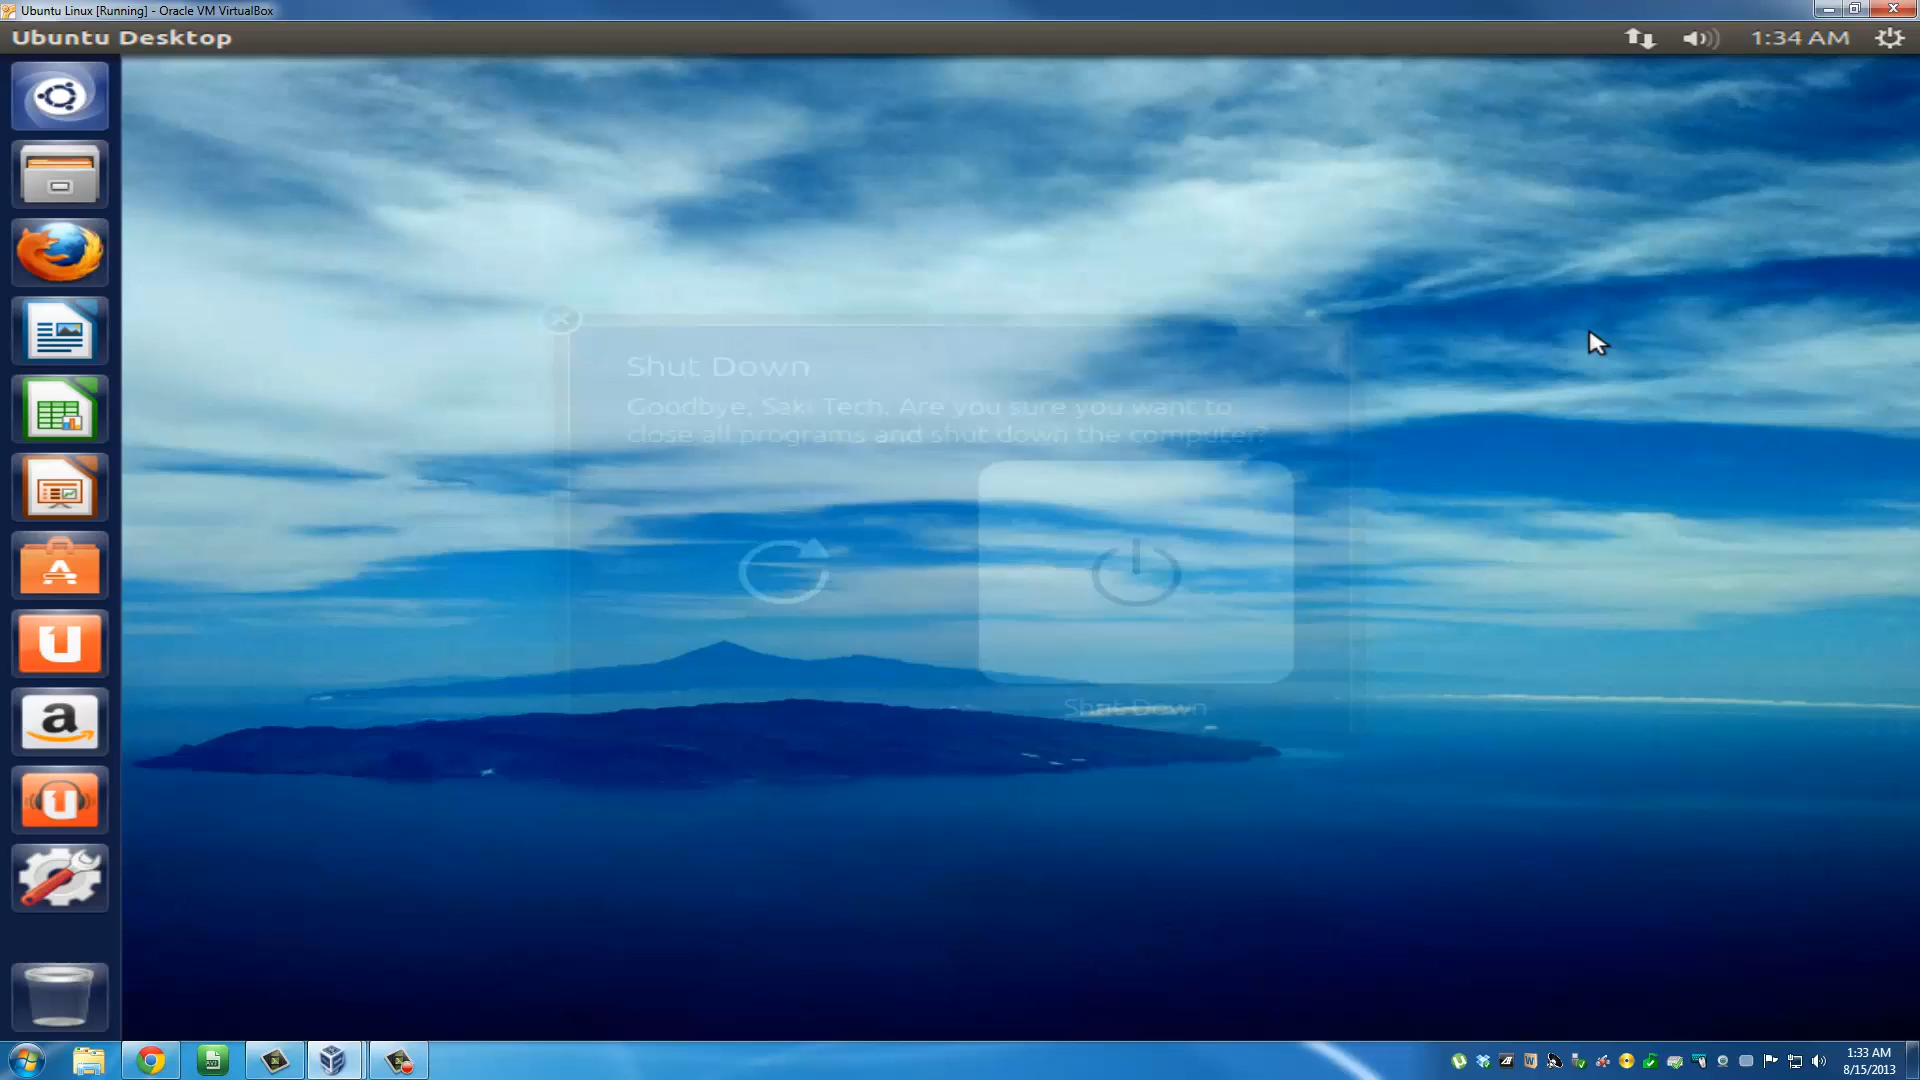 Ubuntu Linux [Running] - Oracle VM VirtualBox
Ubuntu Desktop
1:34 AM
Shut Down
Goodbye, Saki Tech. Are you sure you want to
close all programs and shut down the computer?
Shut Down
1:33 AM
8/15/2013